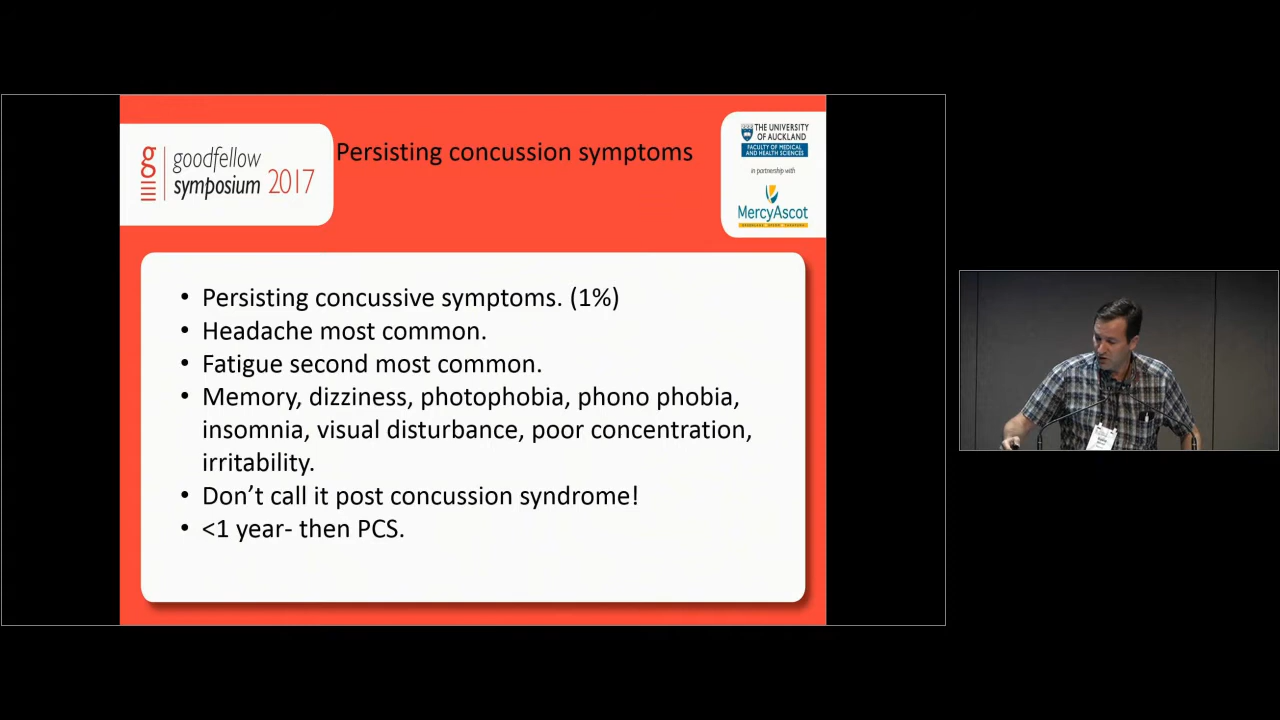 goodfellow
symposium 2017
Persisting concussion symptoms
THE UNIVERSITY
OF AUCKLAND
FACULTY OF MEDICAL
AND HEALTH SCIENCES
in partnership with
MercyAscot
• Persisting concussive symptoms. (1%)
• Headache most common.
• Fatigue second most common.
• Memory, dizziness, photophobia, phono phobia,
insomnia, visual disturbance, poor concentration,
irritability.
• Don’t call it post concussion syndrome!
• <1 year- then PCS.